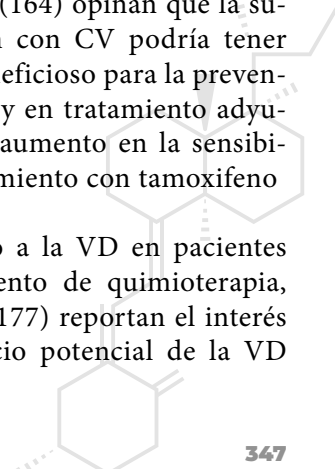 (164) opinan que la su-
con CV podría tener
eficioso para la preven-
y en tratamiento adyu-
aumento en la sensibi-
miento con tamoxifeno
a la VD en pacientes
ento de quimioterapia,
177) reportan el interés
cio potencial de la VD
347